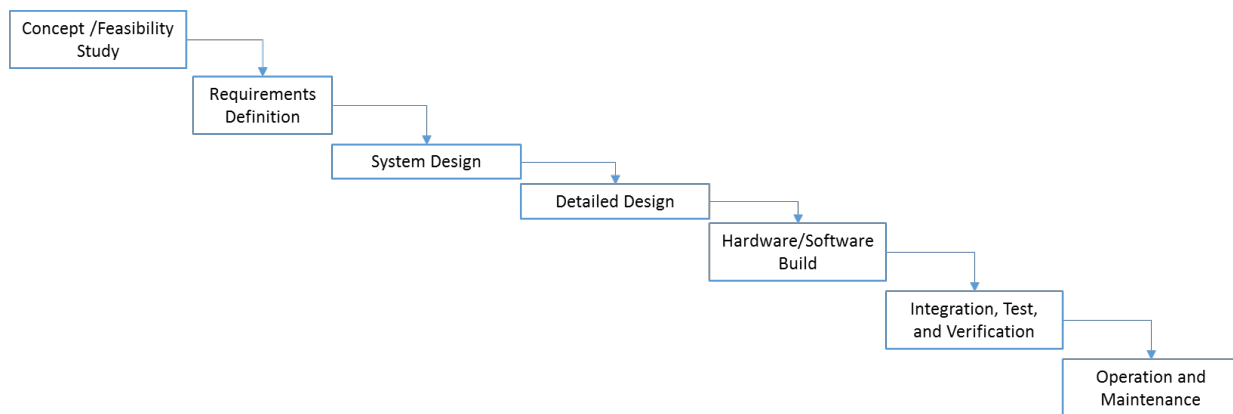 Concept /Feasibility
Study
Requirements
Definition
System Design
Detailed Design
Hardware/Software
Build
Integration, Test,
and Verification
Operation and
Maintenance